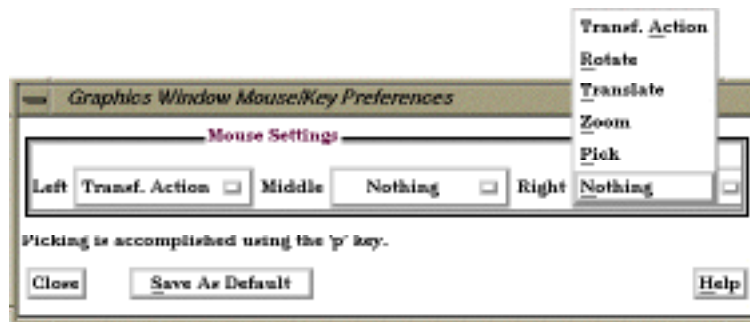 Transf. Action
Rotate
Translate
Zoom
Pick
Graphics Window Mouse/Key Preferences
Mouse Settings
Left Transf. Action Middle Nothing Right Nothing
Picking is accomplished using the 'p' key.
Close Save As Default Help